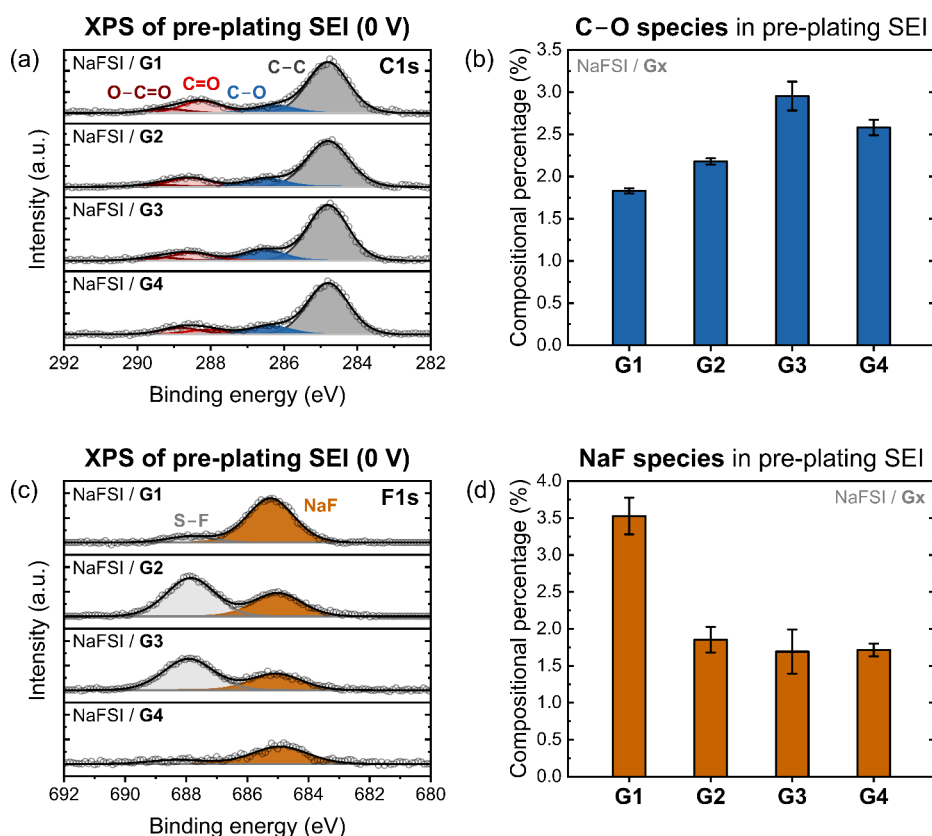 XPS of pre-plating SEI (0 V)
(a)
NaFSI / G1
C–C
C1s
O–C=O
C=O
C–O
NaFSI / G2
NaFSI / G3
NaFSI / G4
Intensity (a.u.)
292 290 288 286 284 282
Binding energy (eV)
C–O species in pre-plating SEI
(b)
NaFSI / Gx
Compositional percentage (%)
3.5
3.0
2.5
2.0
1.5
1.0
0.5
0.0
G1 G2 G3 G4
XPS of pre-plating SEI (0 V)
(c)
NaFSI / G1
F1s
S–F
NaF
NaFSI / G2
NaFSI / G3
NaFSI / G4
Intensity (a.u.)
692 690 688 686 684 682 680
Binding energy (eV)
NaF species in pre-plating SEI
(d)
NaFSI / Gx
Compositional percentage (%)
4.0
3.5
3.0
2.5
2.0
1.5
1.0
0.5
0.0
G1 G2 G3 G4